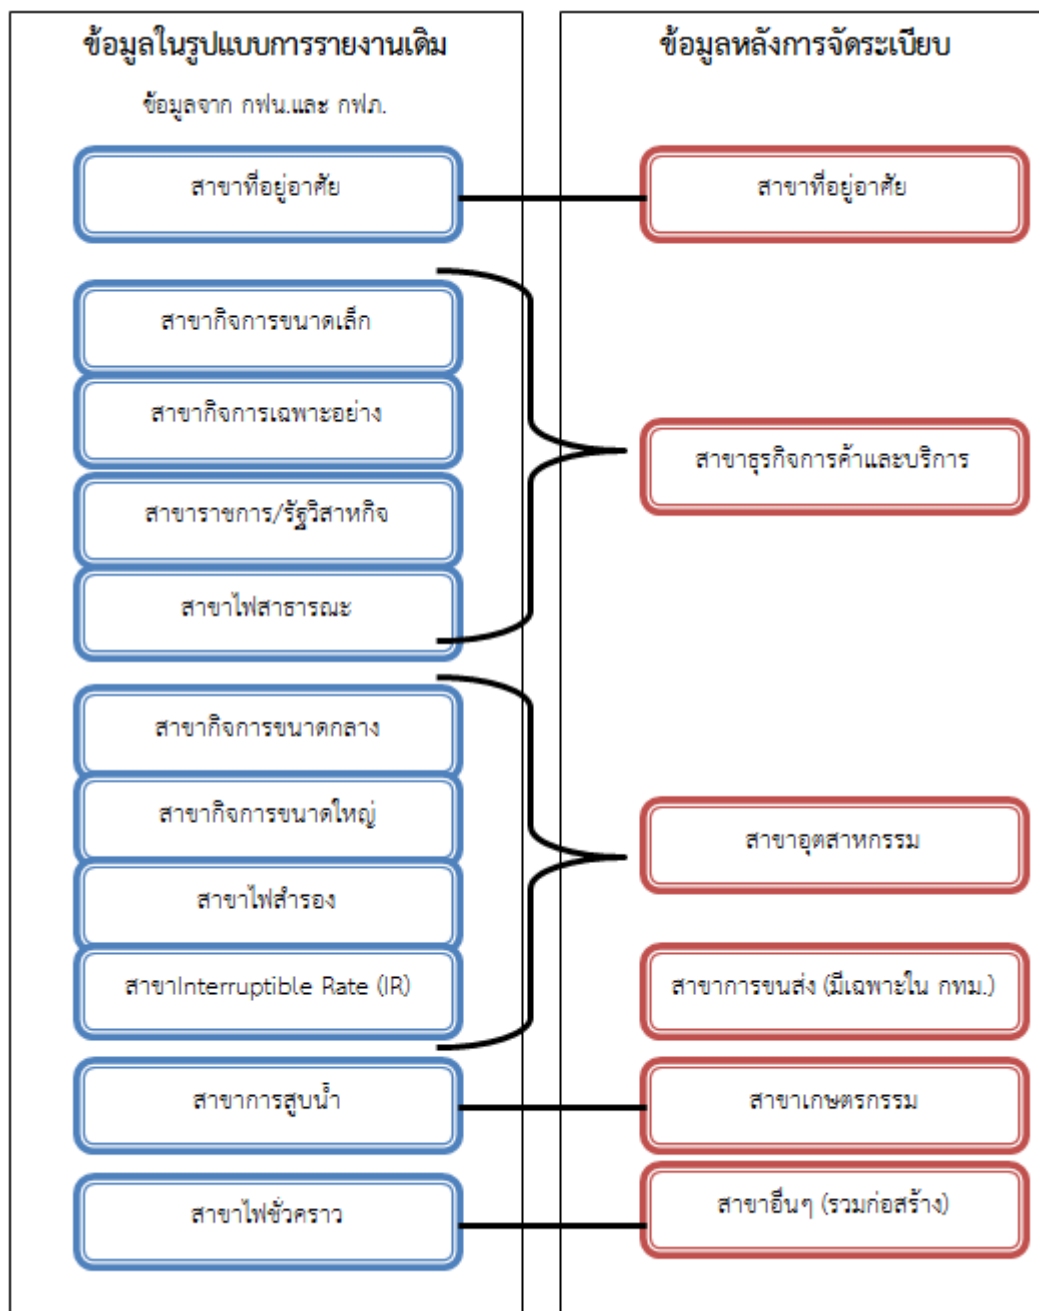 ข้อมูลในรูปแบบการรายงานเดิม
ข้อมูลจาก กฟน.และ กฟภ.
สาขาที่อยู่อาศัย
สาขากิจการขนาดเล็ก
สาขากิจการเฉพาะอย่าง
สาขาราชการ/รัฐวิสาหกิจ
สาขาไฟสาธารณะ
สาขากิจการขนาดกลาง
สาขากิจการขนาดใหญ่
สาขาไฟสำรอง
สาขาInterruptible Rate (IR)
สาขาการสูบน้ำ
สาขาไฟชั่วคราว
ข้อมูลหลังการจัดระเบียบ
สาขาที่อยู่อาศัย
สาขาธุรกิจการค้าและบริการ
สาขาอุตสาหกรรม
สาขาการขนส่ง (มีเฉพาะใน กทม.)
สาขาเกษตรกรรม
สาขาอื่นๆ (รวมก่อสร้าง)